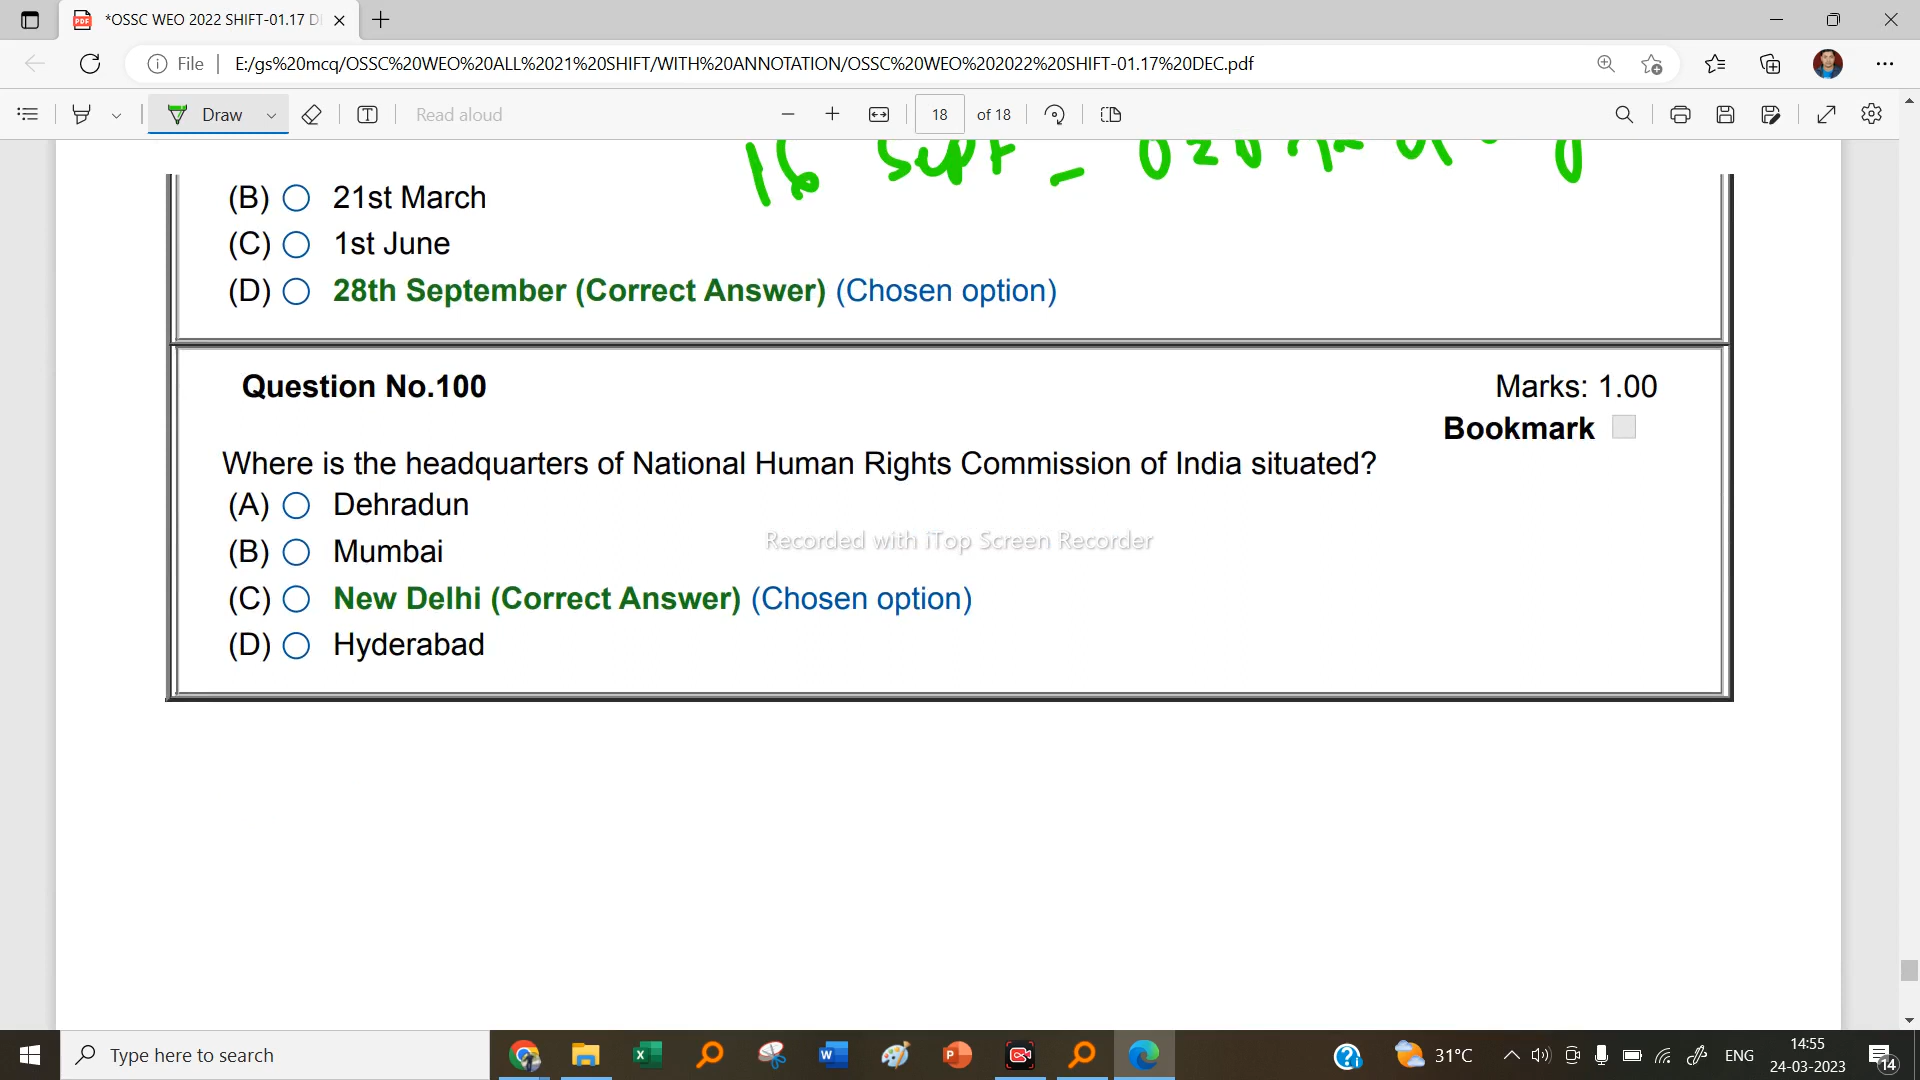 *OSSC WEO 2022 SHIFT-01.17 D
File
E:/gs%20mcq/OSSC%20WEO%20ALL%2021%20SHIFT/WITH%20ANNOTATION/OSSC%20WEO%202022%20SHIFT-01.17%20DEC.pdf
Draw
Read aloud
18 of 18
16 Sept -
(B) 21st March
(C) 1st June
(D) 28th September (Correct Answer) (Chosen option)
Question No.100
Marks: 1.00
Bookmark
Where is the headquarters of National Human Rights Commission of India situated?
(A) Dehradun
(B) Mumbai
Recorded with iTop Screen Recorder
(C) New Delhi (Correct Answer) (Chosen option)
(D) Hyderabad
Type here to search
31°C
ENG
14:55
24-03-2023
14